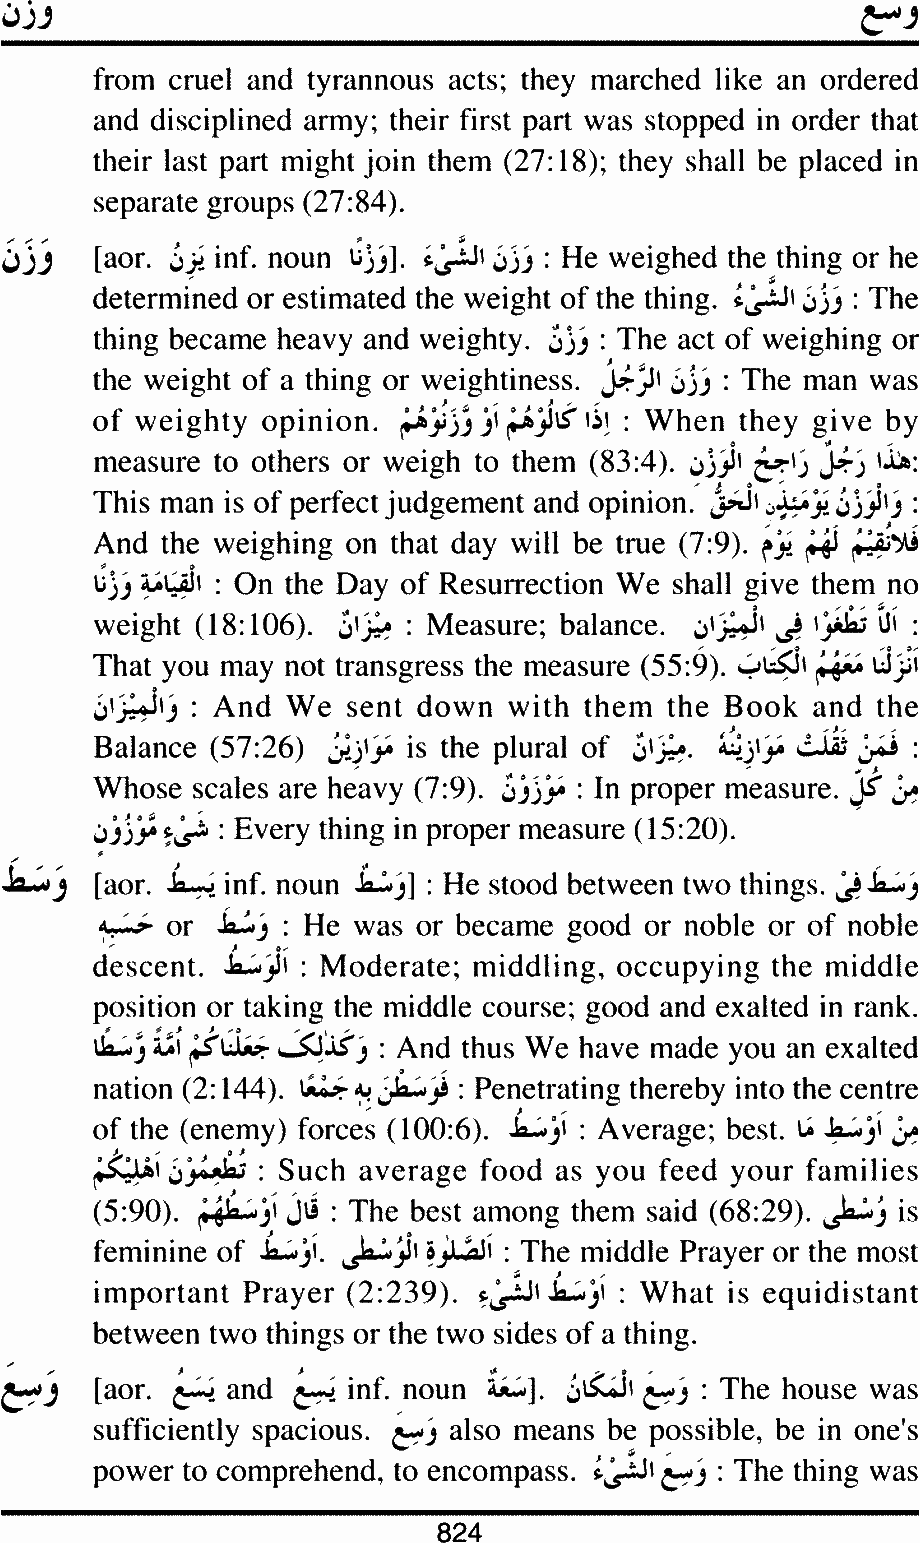 وزن وسع
from cruel and tyrannous acts; they marched like an ordered
and disciplined army; their first part was stopped in order that
their last part might join them (27:18); they shall be placed in
separate groups (27:84).
وَزَنَ [aor. يَزِنُ inf. noun وَزْنًا]. وَزَنَ الشَّیْءَ : He weighed the thing or he
determined or estimated the weight of the thing. وَزُنَ الشَّیْءُ : The
thing became heavy and weighty. وَزْنٌ : The act of weighing or
the weight of a thing or weightiness. وَزُنَ الرَّجُلُ : The man was
of weighty opinion. اِذَا كَالُوْهُمْ اَوْ وَّزَنُوْهُمْ : When they give by
measure to others or weigh to them (83:4). هٰذَا رَجُلٌ رَاجِحُ الْوَزْنِ:
This man is of perfect judgement and opinion. وَالْوَزْنُ يَوْمَئِذِنِ الْحَقُّ :
And the weighing on that day will be true (7:9). فَلَانُقِيْمُ لَهُمْ يَوْمَ
الْقِيَامَةِ وَزْنًا : On the Day of Resurrection We shall give them no
weight (18:106). مِيْزَانٌ : Measure; balance. اَلَّا تَطْغَوْا فِی الْمِيْزَانِ :
That you may not transgress the measure (55:9). اَنْزَلْنَا مَعَهُمُ الْكِتَابَ
وَالْمِيْزَانَ : And We sent down with them the Book and the
Balance (57:26) مَوَازِيْنُ is the plural of مِيْزَانٌ. فَمَنْ ثَقُلَتْ مَوَازِيْنُهٗ :
Whose scales are heavy (7:9). مَوْزُوْنٌ : In proper measure. مِنْ كُلِّ
شَیْءٍ مَّوْزُوْنٍ : Every thing in proper measure (15:20).
وَسَطَ [aor. يَسِطُ inf. noun وَسْطٌ] : He stood between two things. وَسَطَ فِیْ
حَسَبِهٖ or وَسُطَ : He was or became good or noble or of noble
descent. اَلْوَسَطُ : Moderate; middling, occupying the middle
position or taking the middle course; good and exalted in rank.
وَكَذٰلِكَ جَعَلْنَاكُمْ اُمَّةً وَّسَطًا : And thus We have made you an exalted
nation (2:144). فَوَسَطْنَ بِهٖ جَمْعًا : Penetrating thereby into the centre
of the (enemy) forces (100:6). اَوْسَطُ : Average; best. مِنْ اَوْسَطِ مَا
تُطْعِمُوْنَ اَهْلِيْكُمْ : Such average food as you feed your families
(5:90). قَالَ اَوْسَطُهُمْ : The best among them said (68:29). وُسْطٰی is
feminine of اَوْسَطُ. اَلصَّلٰوةِ الْوُسْطٰی : The middle Prayer or the most
important Prayer (2:239). اَوْسَطُ الشَّیْءِ : What is equidistant
between two things or the two sides of a thing.
وَسِعَ [aor. يَسَعُ and يَسِعُ inf. noun سَعَةٌ]. وَسِعَ الْمَكَانُ : The house was
sufficiently spacious. وَسِعَ also means be possible, be in one's
power to comprehend, to encompass. وَسِعَ الشَّیْءُ : The thing was
824